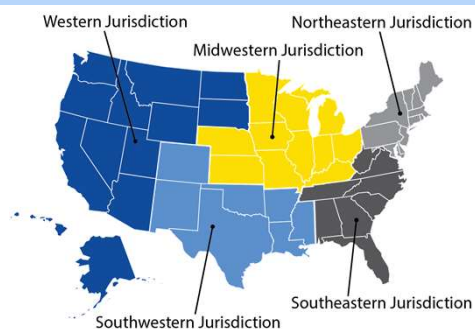 Western Jurisdiction
Northeastern Jurisdiction
Midwestern Jurisdiction
Southeastern Jurisdiction
Southwestern Jurisdiction